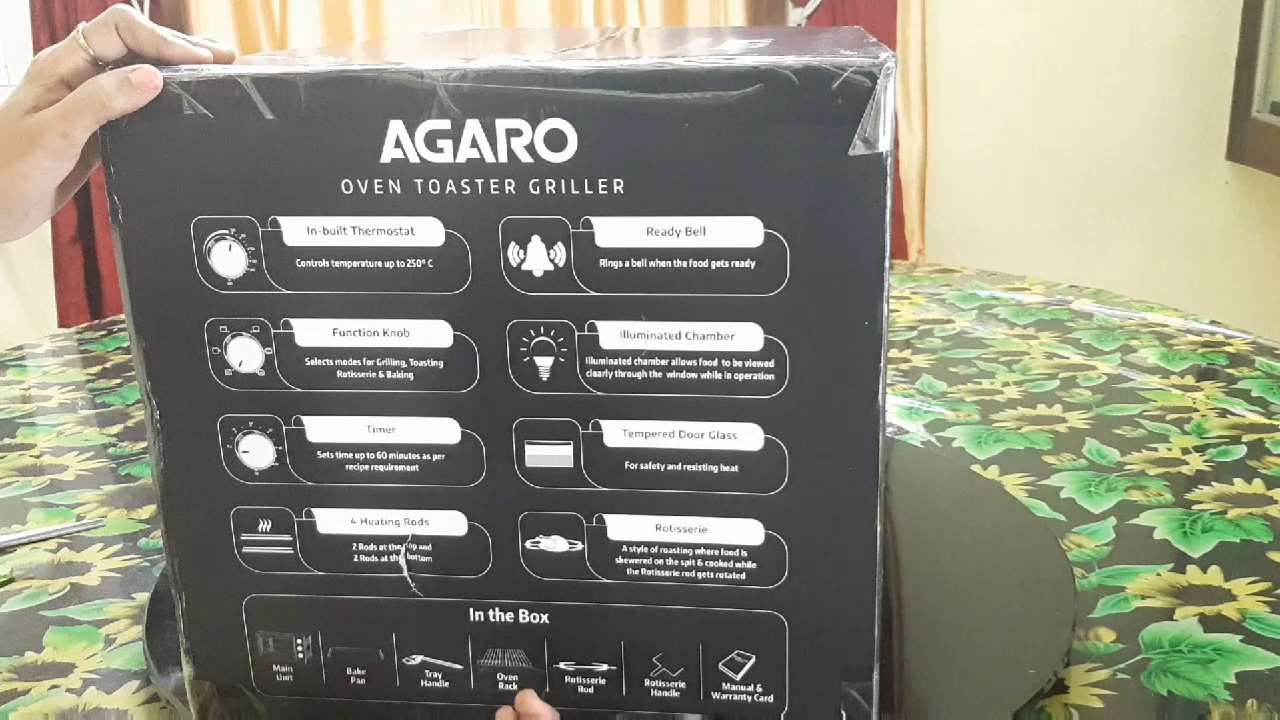 AGARO
OVEN TOASTER GRILLER
In-built Thermostat
Controls temperature up to 250° C
Ready Bell
Rings a bell when the food gets ready
Function Knob
Selects modes for Grilling, Toasting
Rotisserie & Baking
Illuminated Chamber
Illuminated chamber allows food to be viewed
clearly through the window while in operation
Timer
Sets time up to 60 minutes as per
recipe requirement
Tempered Door Glass
For safety and resisting heat
4 Heating Rods
2 Rods at the top and
2 Rods at the bottom
Rotisserie
A style of roasting where food is
skewered on the spit & cooked while
the Rotisserie rod gets rotated
In the Box
Main
Unit
Bake
Pan
Tray
Handle
Oven
Rack
Rotisserie
Rod
Rotisserie
Handle
Manual &
Warranty Card